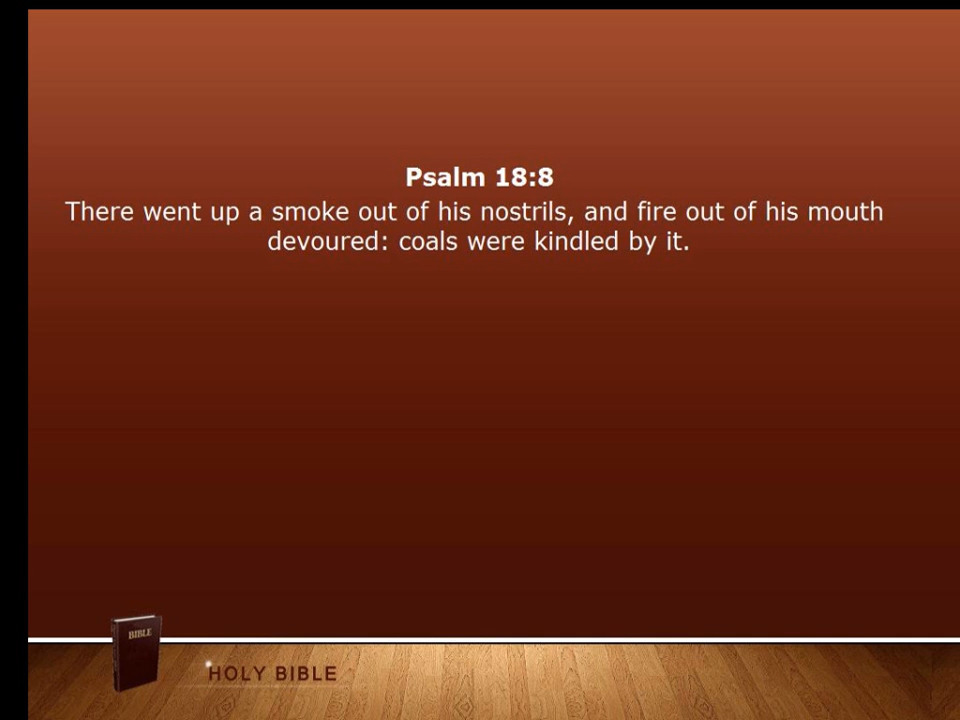 Psalm 18:8
There went up a smoke out of his nostrils, and fire out of his mouth
devoured: coals were kindled by it.
BIBLE
HOLY BIBLE